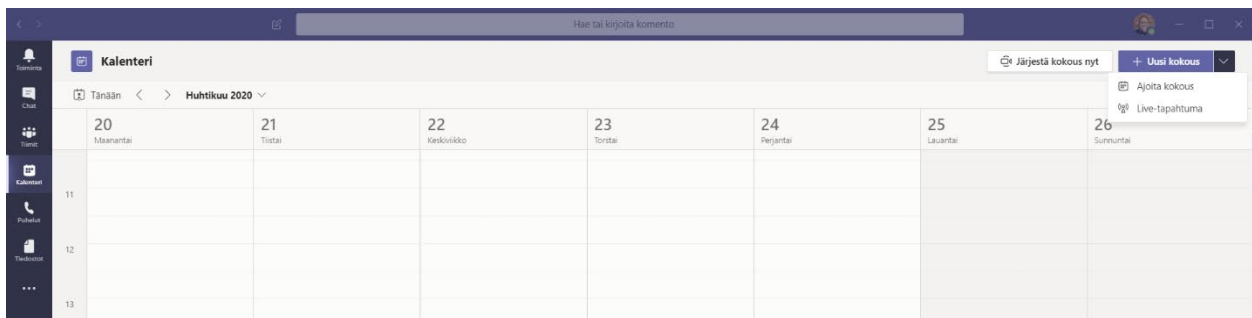 Hae tai kirjoita komento
Toiminta
Chat
Tiimit
Kalenteri
Puhelut
Tiedostot
...
Kalenteri
Järjestä kokous nyt
+ Uusi kokous
Ajoita kokous
Live-tapahtuma
Tänään < > Huhtikuu 2020
20 21 22 23 24 25 26
Maanantai Tiistai Keskiviikko Torstai Perjantai Lauantai Sunnuntai
11
12
13